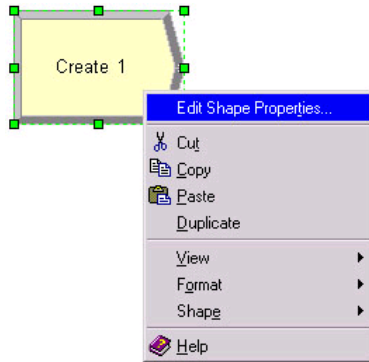 Create 1
Edit Shape Properties...
Cut
Copy
Paste
Duplicate
View
Format
Shape
Help